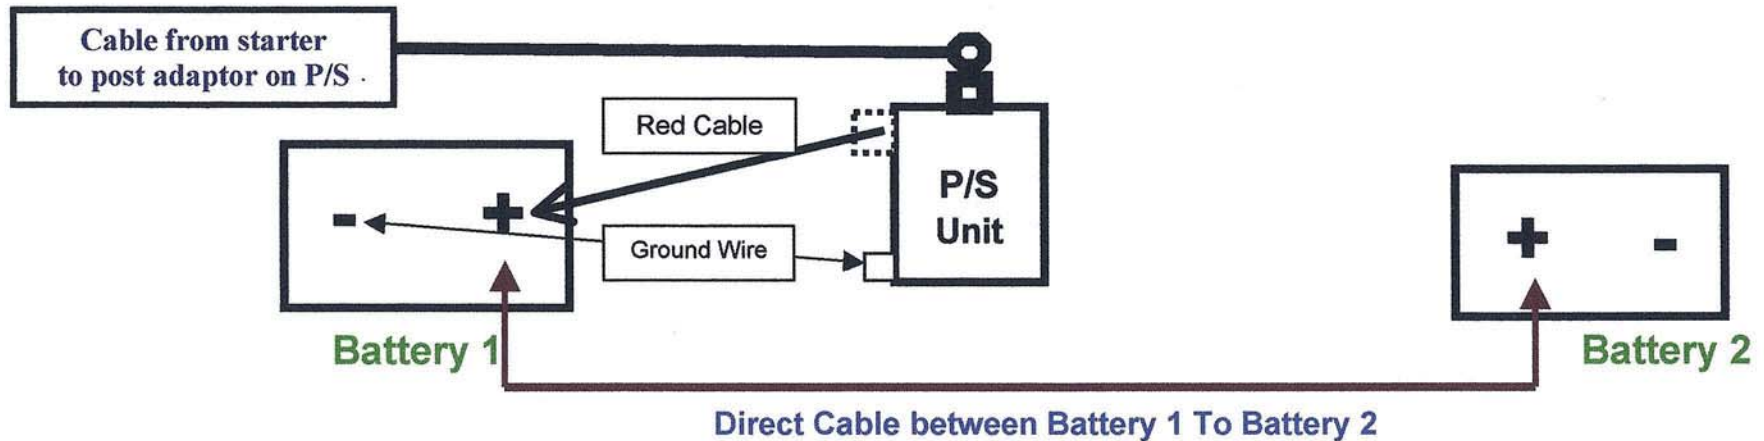 Cable from starter
to post adaptor on P/S .
Red Cable
P/S
Unit
- +
Ground Wire
+ -
Battery 1
Battery 2
Direct Cable between Battery 1 To Battery 2